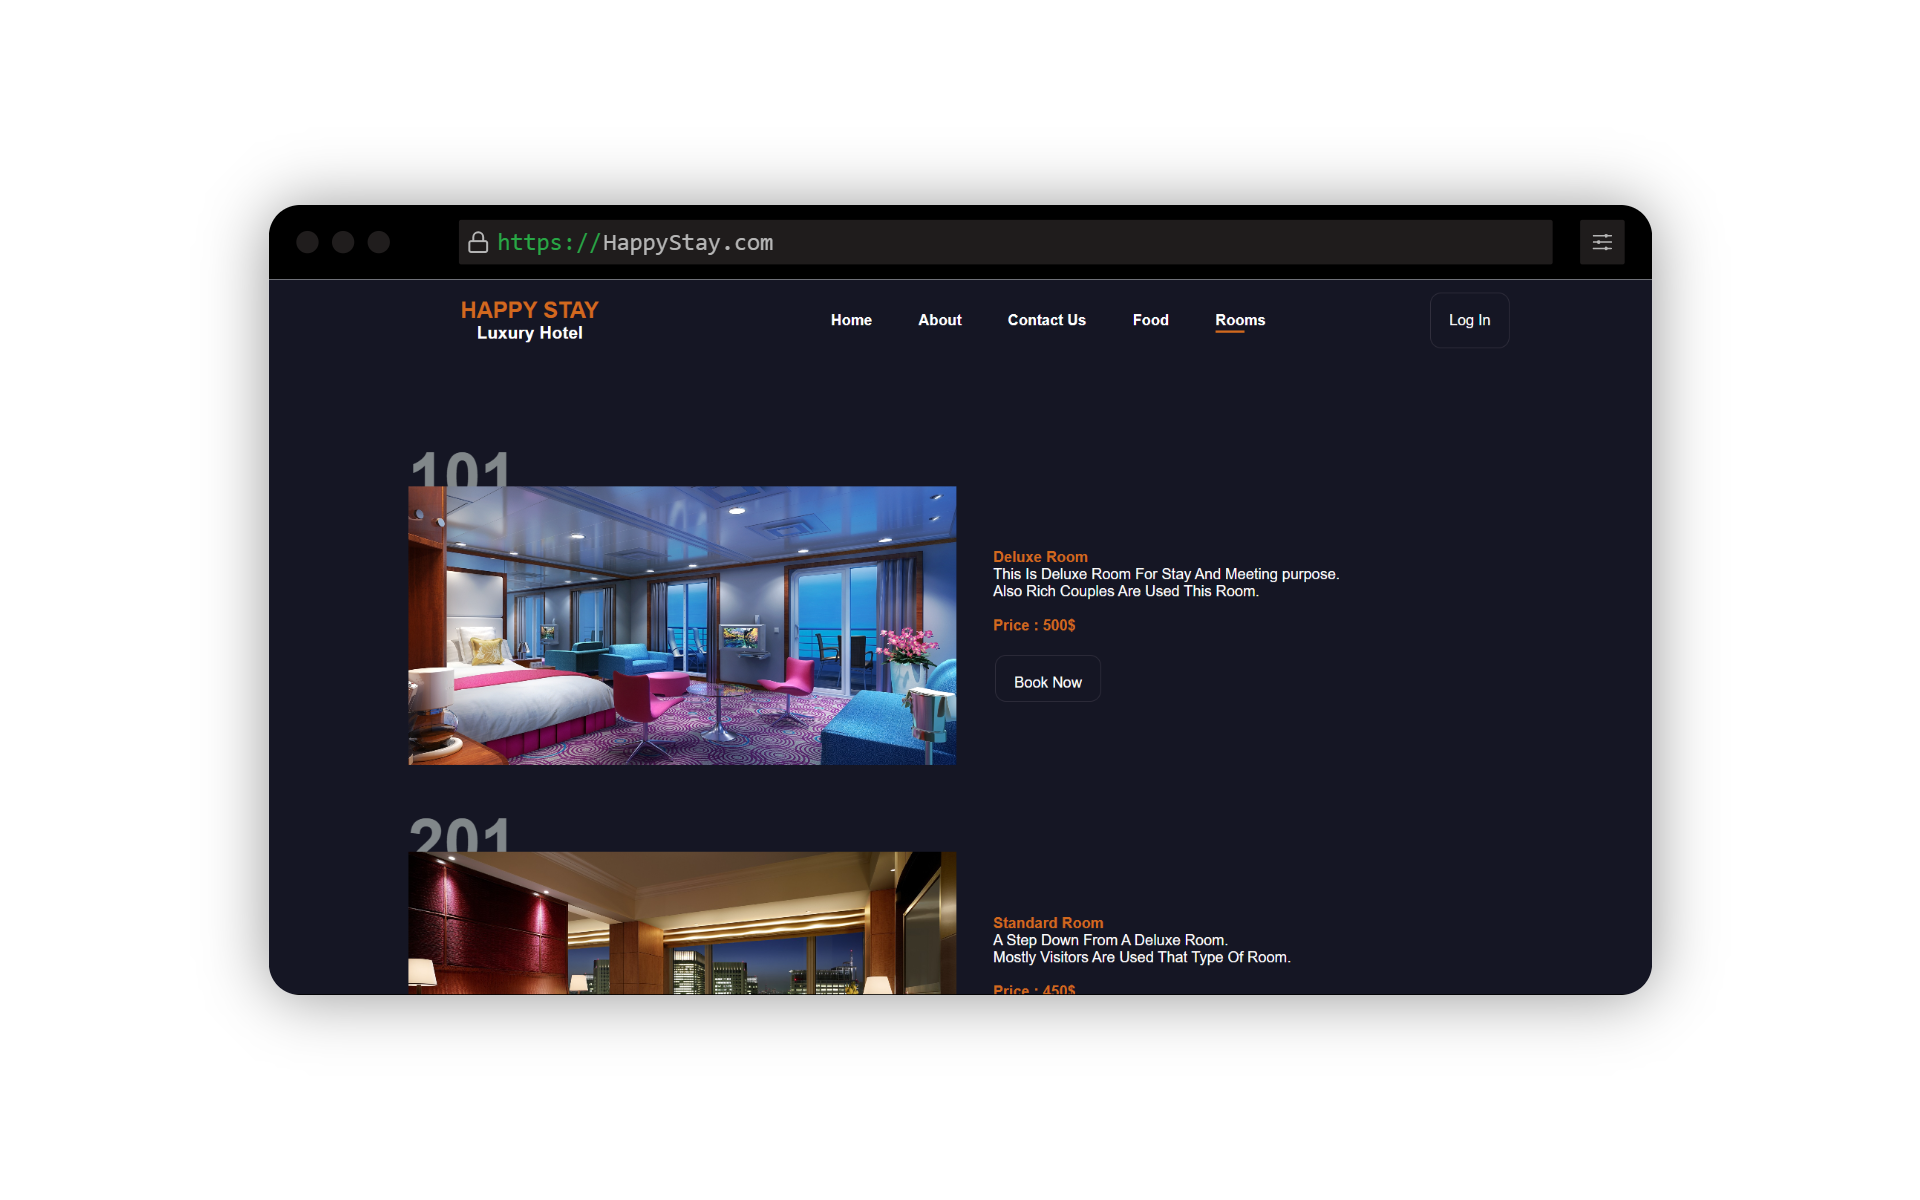 https://HappyStay.com
HAPPY STAY
Luxury Hotel
Home About Contact Us Food Rooms
Log In
101
Deluxe Room
This Is Deluxe Room For Stay And Meeting purpose.
Also Rich Couples Are Used This Room.
Price : 500$
Book Now
201
Standard Room
A Step Down From A Deluxe Room.
Mostly Visitors Are Used That Type Of Room.
Price : 450$